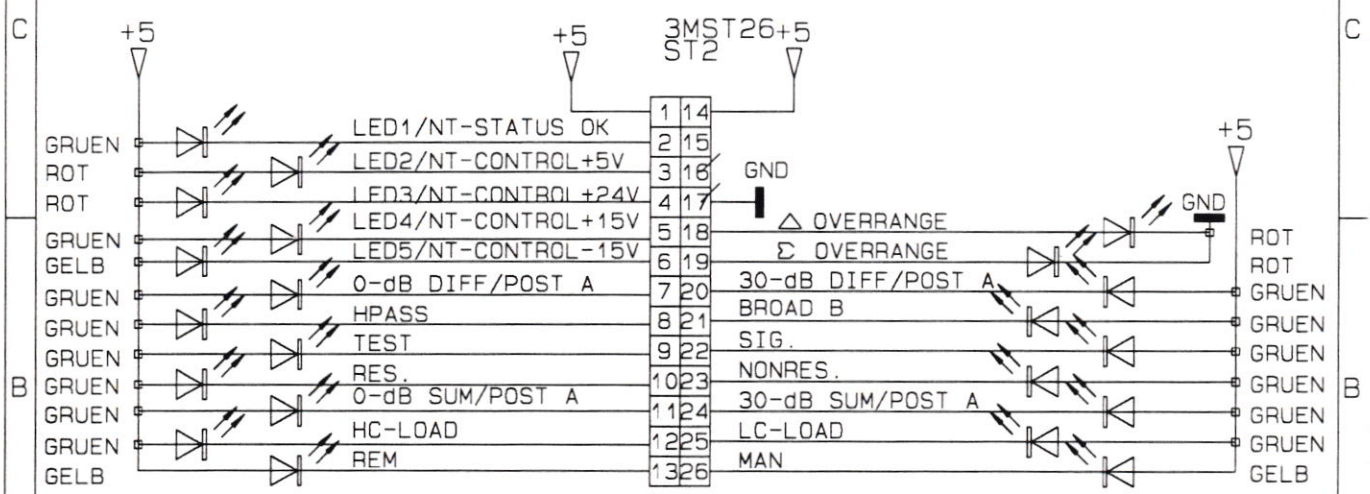 C
C
+5
+5
3MST26
+5
ST2
1 14
GRUEN
LED1/NT-STATUS OK
2 15
+5
ROT
LED2/NT-CONTROL+5V
3 16
GND
ROT
LED3/NT-CONTROL+24V
4 17
GND
GRUEN
LED4/NT-CONTROL+15V
5 18
△ OVERRANGE
ROT
GELB
LED5/NT-CONTROL-15V
6 19
Σ OVERRANGE
ROT
GRUEN
0-dB DIFF/POST A
7 20
30-dB DIFF/POST A
GRUEN
GRUEN
HPASS
8 21
BROAD B
GRUEN
GRUEN
TEST
9 22
SIG.
GRUEN
B
GRUEN
RES.
10 23
NONRES.
GRUEN
B
GRUEN
0-dB SUM/POST A
11 24
30-dB SUM/POST A
GRUEN
GRUEN
HC-LOAD
12 25
LC-LOAD
GRUEN
GELB
REM
13 26
MAN
GELB